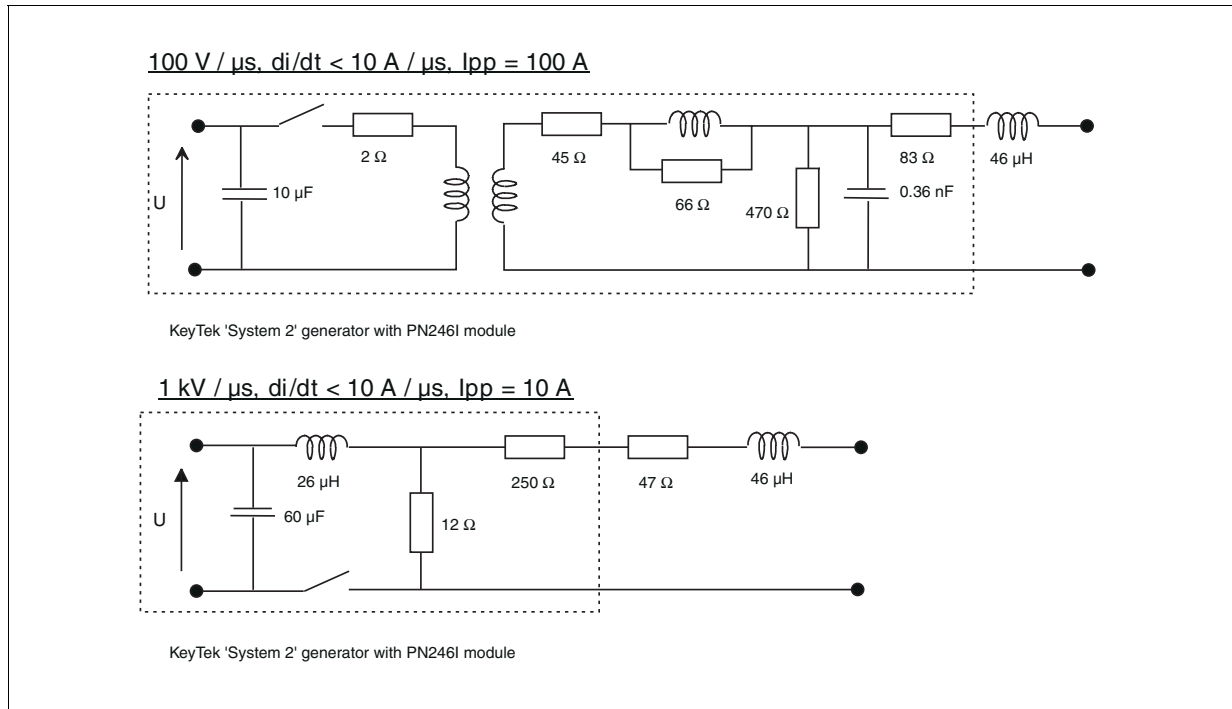 100 V / µs, di/dt < 10 A / µs, Ipp = 100 A
2 Ω
45 Ω
83 Ω
46 µH
U
10 µF
66 Ω
470 Ω
0.36 nF
KeyTek 'System 2' generator with PN246I module
1 kV / µs, di/dt < 10 A / µs, Ipp = 10 A
26 µH
250 Ω
47 Ω
46 µH
U
60 µF
12 Ω
KeyTek 'System 2' generator with PN246I module